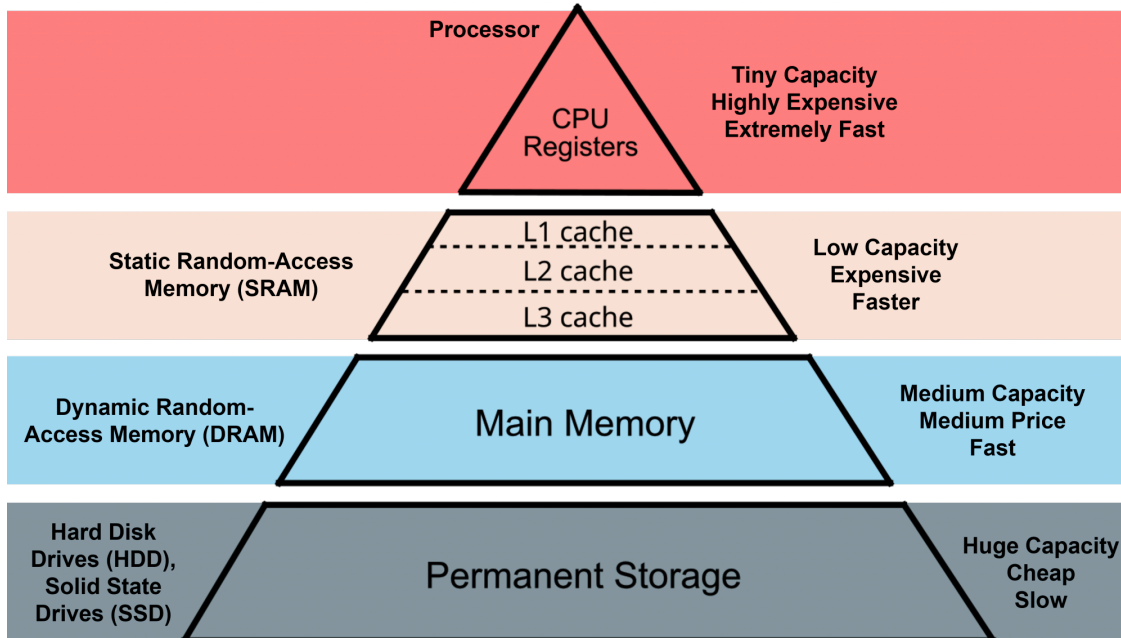 Processor
CPU
Registers
Tiny Capacity
Highly Expensive
Extremely Fast
Static Random-Access
Memory (SRAM)
L1 cache
L2 cache
L3 cache
Low Capacity
Expensive
Faster
Dynamic Random-
Access Memory (DRAM)
Main Memory
Medium Capacity
Medium Price
Fast
Hard Disk
Drives (HDD),
Solid State
Drives (SSD)
Permanent Storage
Huge Capacity
Cheap
Slow